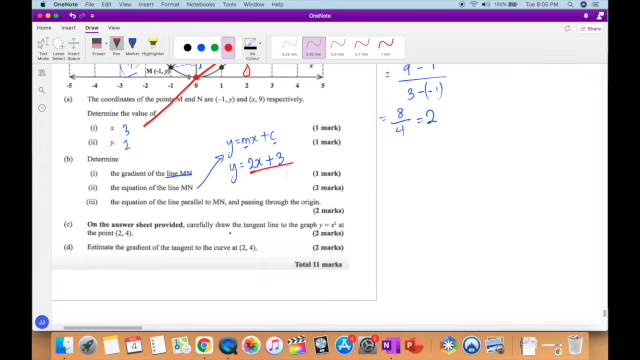 OneNote File Edit View Insert Format Notebooks Tools Window Help
100% Tue 8:05 PM
OneNote
Home Insert Draw View
Text Mode
Lasso Select
Eraser
Pen
Marker
Highlighter
Color
0.25 mm
0.35 mm
0.5 mm
0.7 mm
1 mm
M (-1, y)
-5 -4 -3 -2 -1 0 1 2 3 4 5
x
= 9 - 1
3 - (-1)
= 8/4 = 2
(a) The coordinates of the points M and N are (-1, y) and (x, 9) respectively.
Determine the value of
(i) x 3 (1 mark)
(ii) y. 1 (1 mark)
y = mx + c
y = 2x + 3
(b) Determine
(i) the gradient of the line MN (1 mark)
(ii) the equation of the line MN (2 marks)
(iii) the equation of the line parallel to MN, and passing through the origin.
(2 marks)
(c) On the answer sheet provided, carefully draw the tangent line to the graph y = x² at
the point (2, 4). (2 marks)
(d) Estimate the gradient of the tangent to the curve at (2, 4). (2 marks)
Total 11 marks
JJ